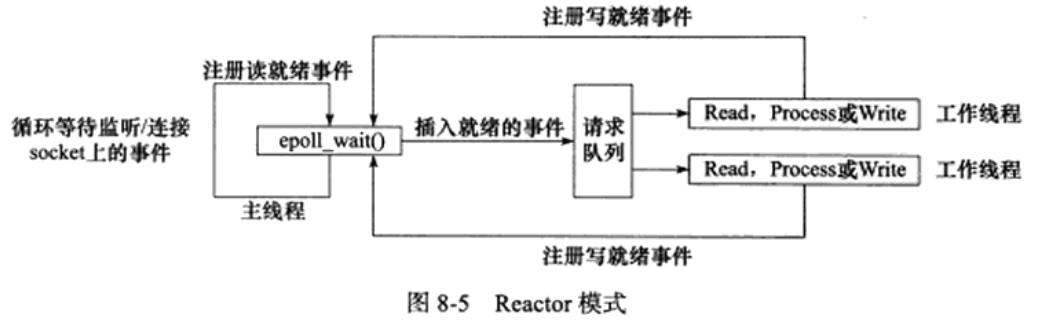 注册写就绪事件
注册读就绪事件
循环等待监听/连接
socket上的事件
epoll_wait()
主线程
插入就绪的事件
请求
队列
Read，Process或Write
工作线程
Read，Process或Write
工作线程
注册写就绪事件
图 8-5 Reactor 模式